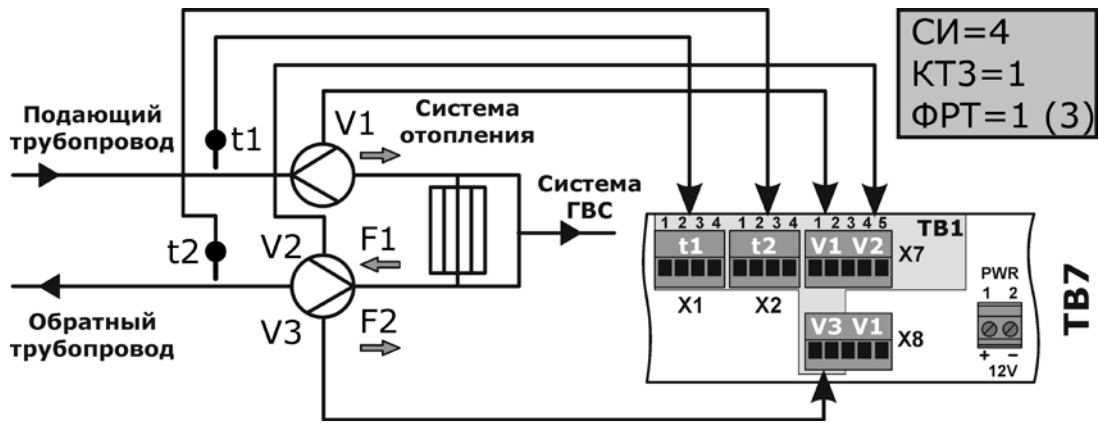 СИ=4
КТ3=1
ФРТ=1 (3)
Подающий
трубопровод
t1
V1
Система
отопления
Система
ГВС
t2
V2
F1
V3
F2
Обратный
трубопровод
1 2 3 4
1 2 3 4
1 2 3 4 5
ТВ1
t1
t2
V1 V2
X7
X1
X2
V3 V1
X8
PWR
1 2
+ −
12V
ТВ7